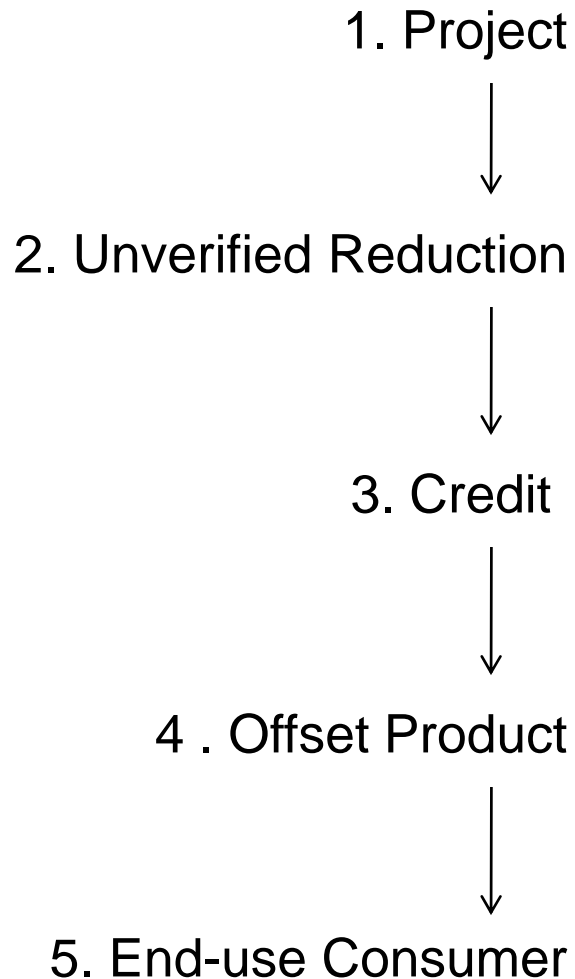 1. Project
2. Unverified Reduction
3. Credit
4 . Offset Product
5. End-use Consumer